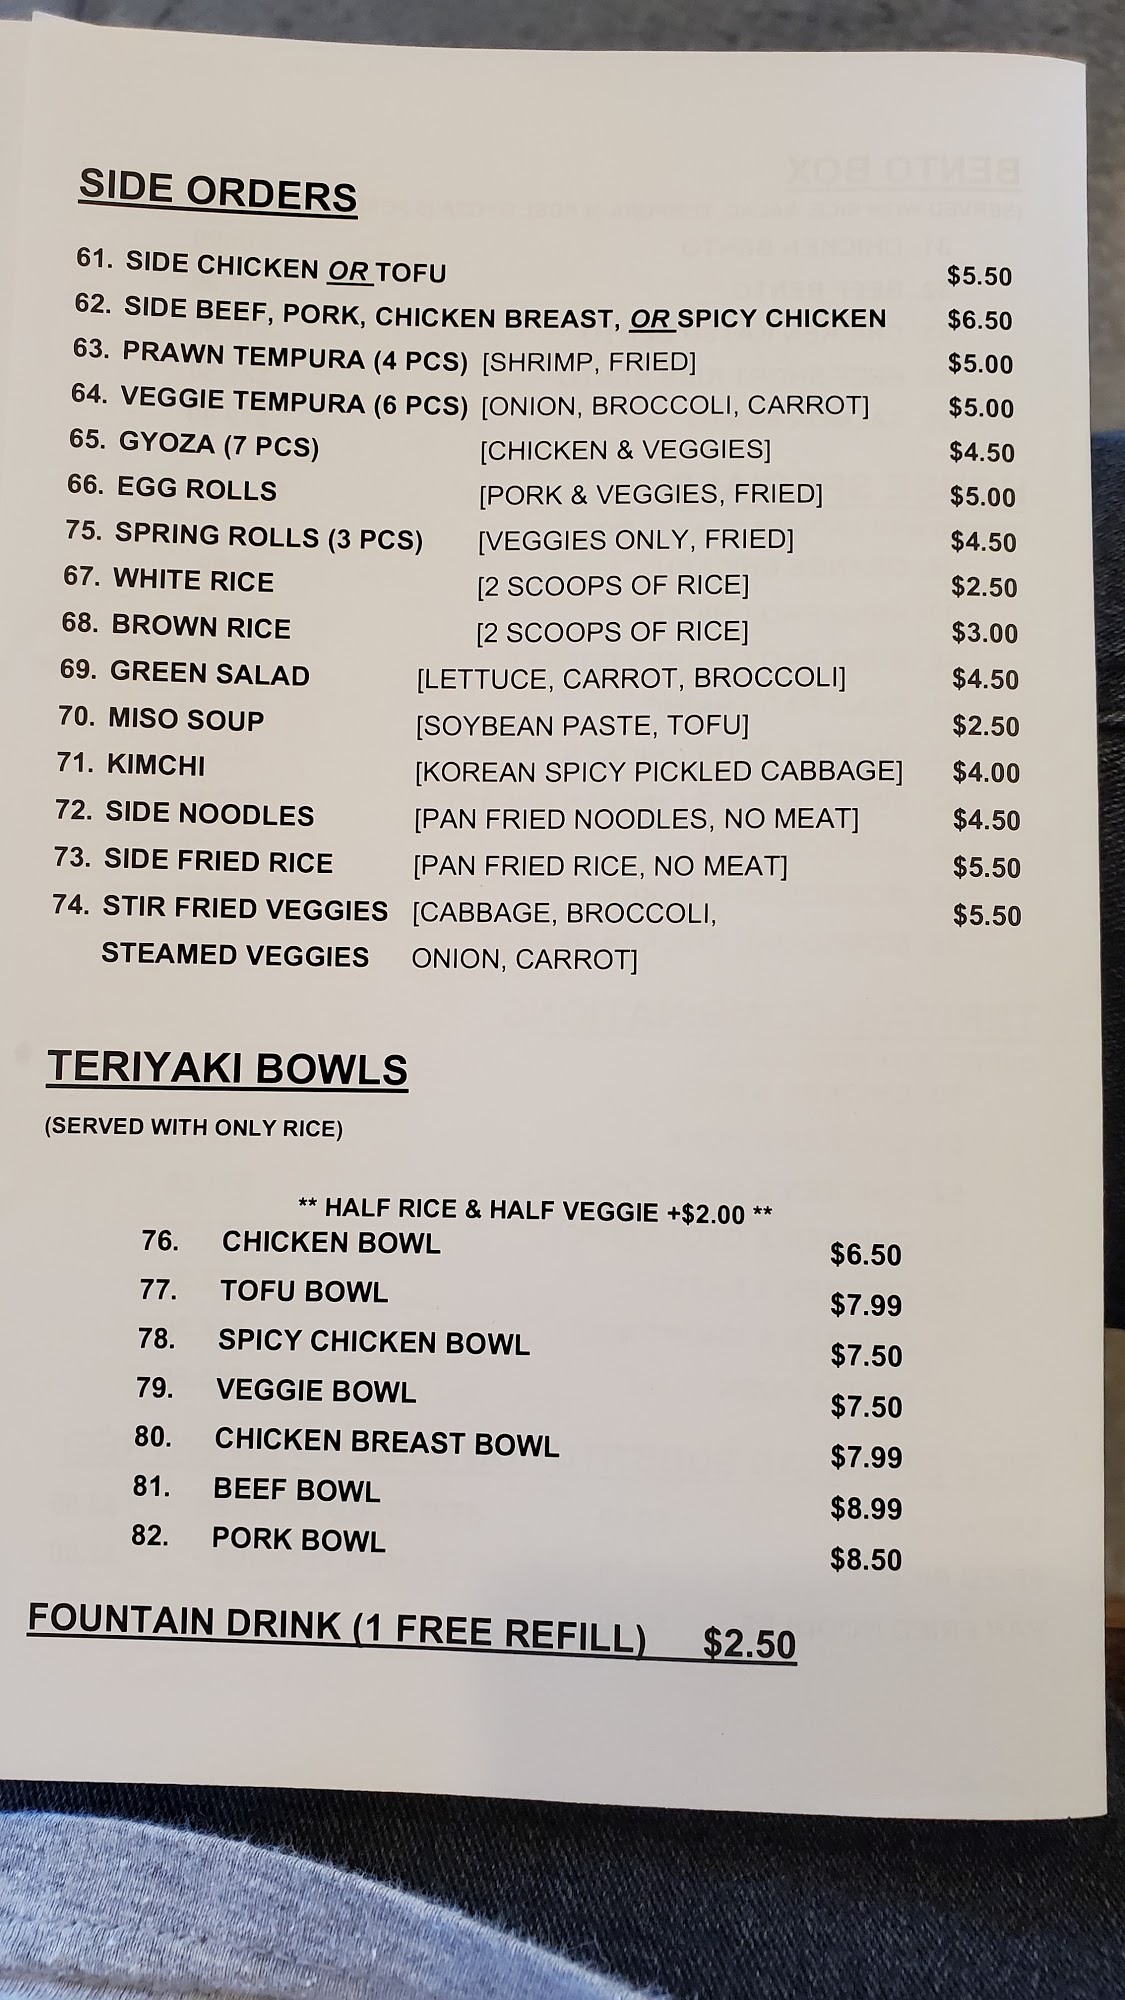 SIDE ORDERS
61. SIDE CHICKEN OR TOFU $5.50
62. SIDE BEEF, PORK, CHICKEN BREAST, OR SPICY CHICKEN $6.50
63. PRAWN TEMPURA (4 PCS) [SHRIMP, FRIED] $5.00
64. VEGGIE TEMPURA (6 PCS) [ONION, BROCCOLI, CARROT] $5.00
65. GYOZA (7 PCS) [CHICKEN & VEGGIES] $4.50
66. EGG ROLLS [PORK & VEGGIES, FRIED] $5.00
75. SPRING ROLLS (3 PCS) [VEGGIES ONLY, FRIED] $4.50
67. WHITE RICE [2 SCOOPS OF RICE] $2.50
68. BROWN RICE [2 SCOOPS OF RICE] $3.00
69. GREEN SALAD [LETTUCE, CARROT, BROCCOLI] $4.50
70. MISO SOUP [SOYBEAN PASTE, TOFU] $2.50
71. KIMCHI [KOREAN SPICY PICKLED CABBAGE] $4.00
72. SIDE NOODLES [PAN FRIED NOODLES, NO MEAT] $4.50
73. SIDE FRIED RICE [PAN FRIED RICE, NO MEAT] $5.50
74. STIR FRIED VEGGIES [CABBAGE, BROCCOLI, $5.50
STEAMED VEGGIES ONION, CARROT]
TERIYAKI BOWLS
(SERVED WITH ONLY RICE)
** HALF RICE & HALF VEGGIE +$2.00 **
76. CHICKEN BOWL $6.50
77. TOFU BOWL $7.99
78. SPICY CHICKEN BOWL $7.50
79. VEGGIE BOWL $7.50
80. CHICKEN BREAST BOWL $7.99
81. BEEF BOWL $8.99
82. PORK BOWL $8.50
FOUNTAIN DRINK (1 FREE REFILL) $2.50